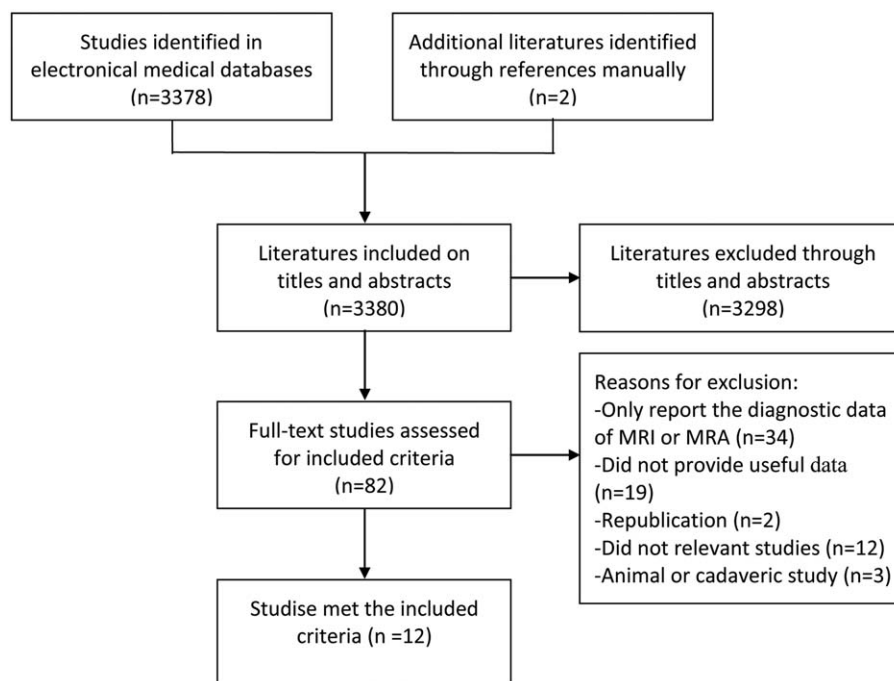 Studies identified in
electronical medical databases
(n=3378)
Additional literatures identified
through references manually
(n=2)
Literatures included on
titles and abstracts
(n=3380)
Literatures excluded through
titles and abstracts
(n=3298)
Full-text studies assessed
for included criteria
(n=82)
Reasons for exclusion:
-Only report the diagnostic data
of MRI or MRA (n=34)
-Did not provide useful data
(n=19)
-Republication (n=2)
-Did not relevant studies (n=12)
-Animal or cadaveric study (n=3)
Studise met the included
criteria (n =12)